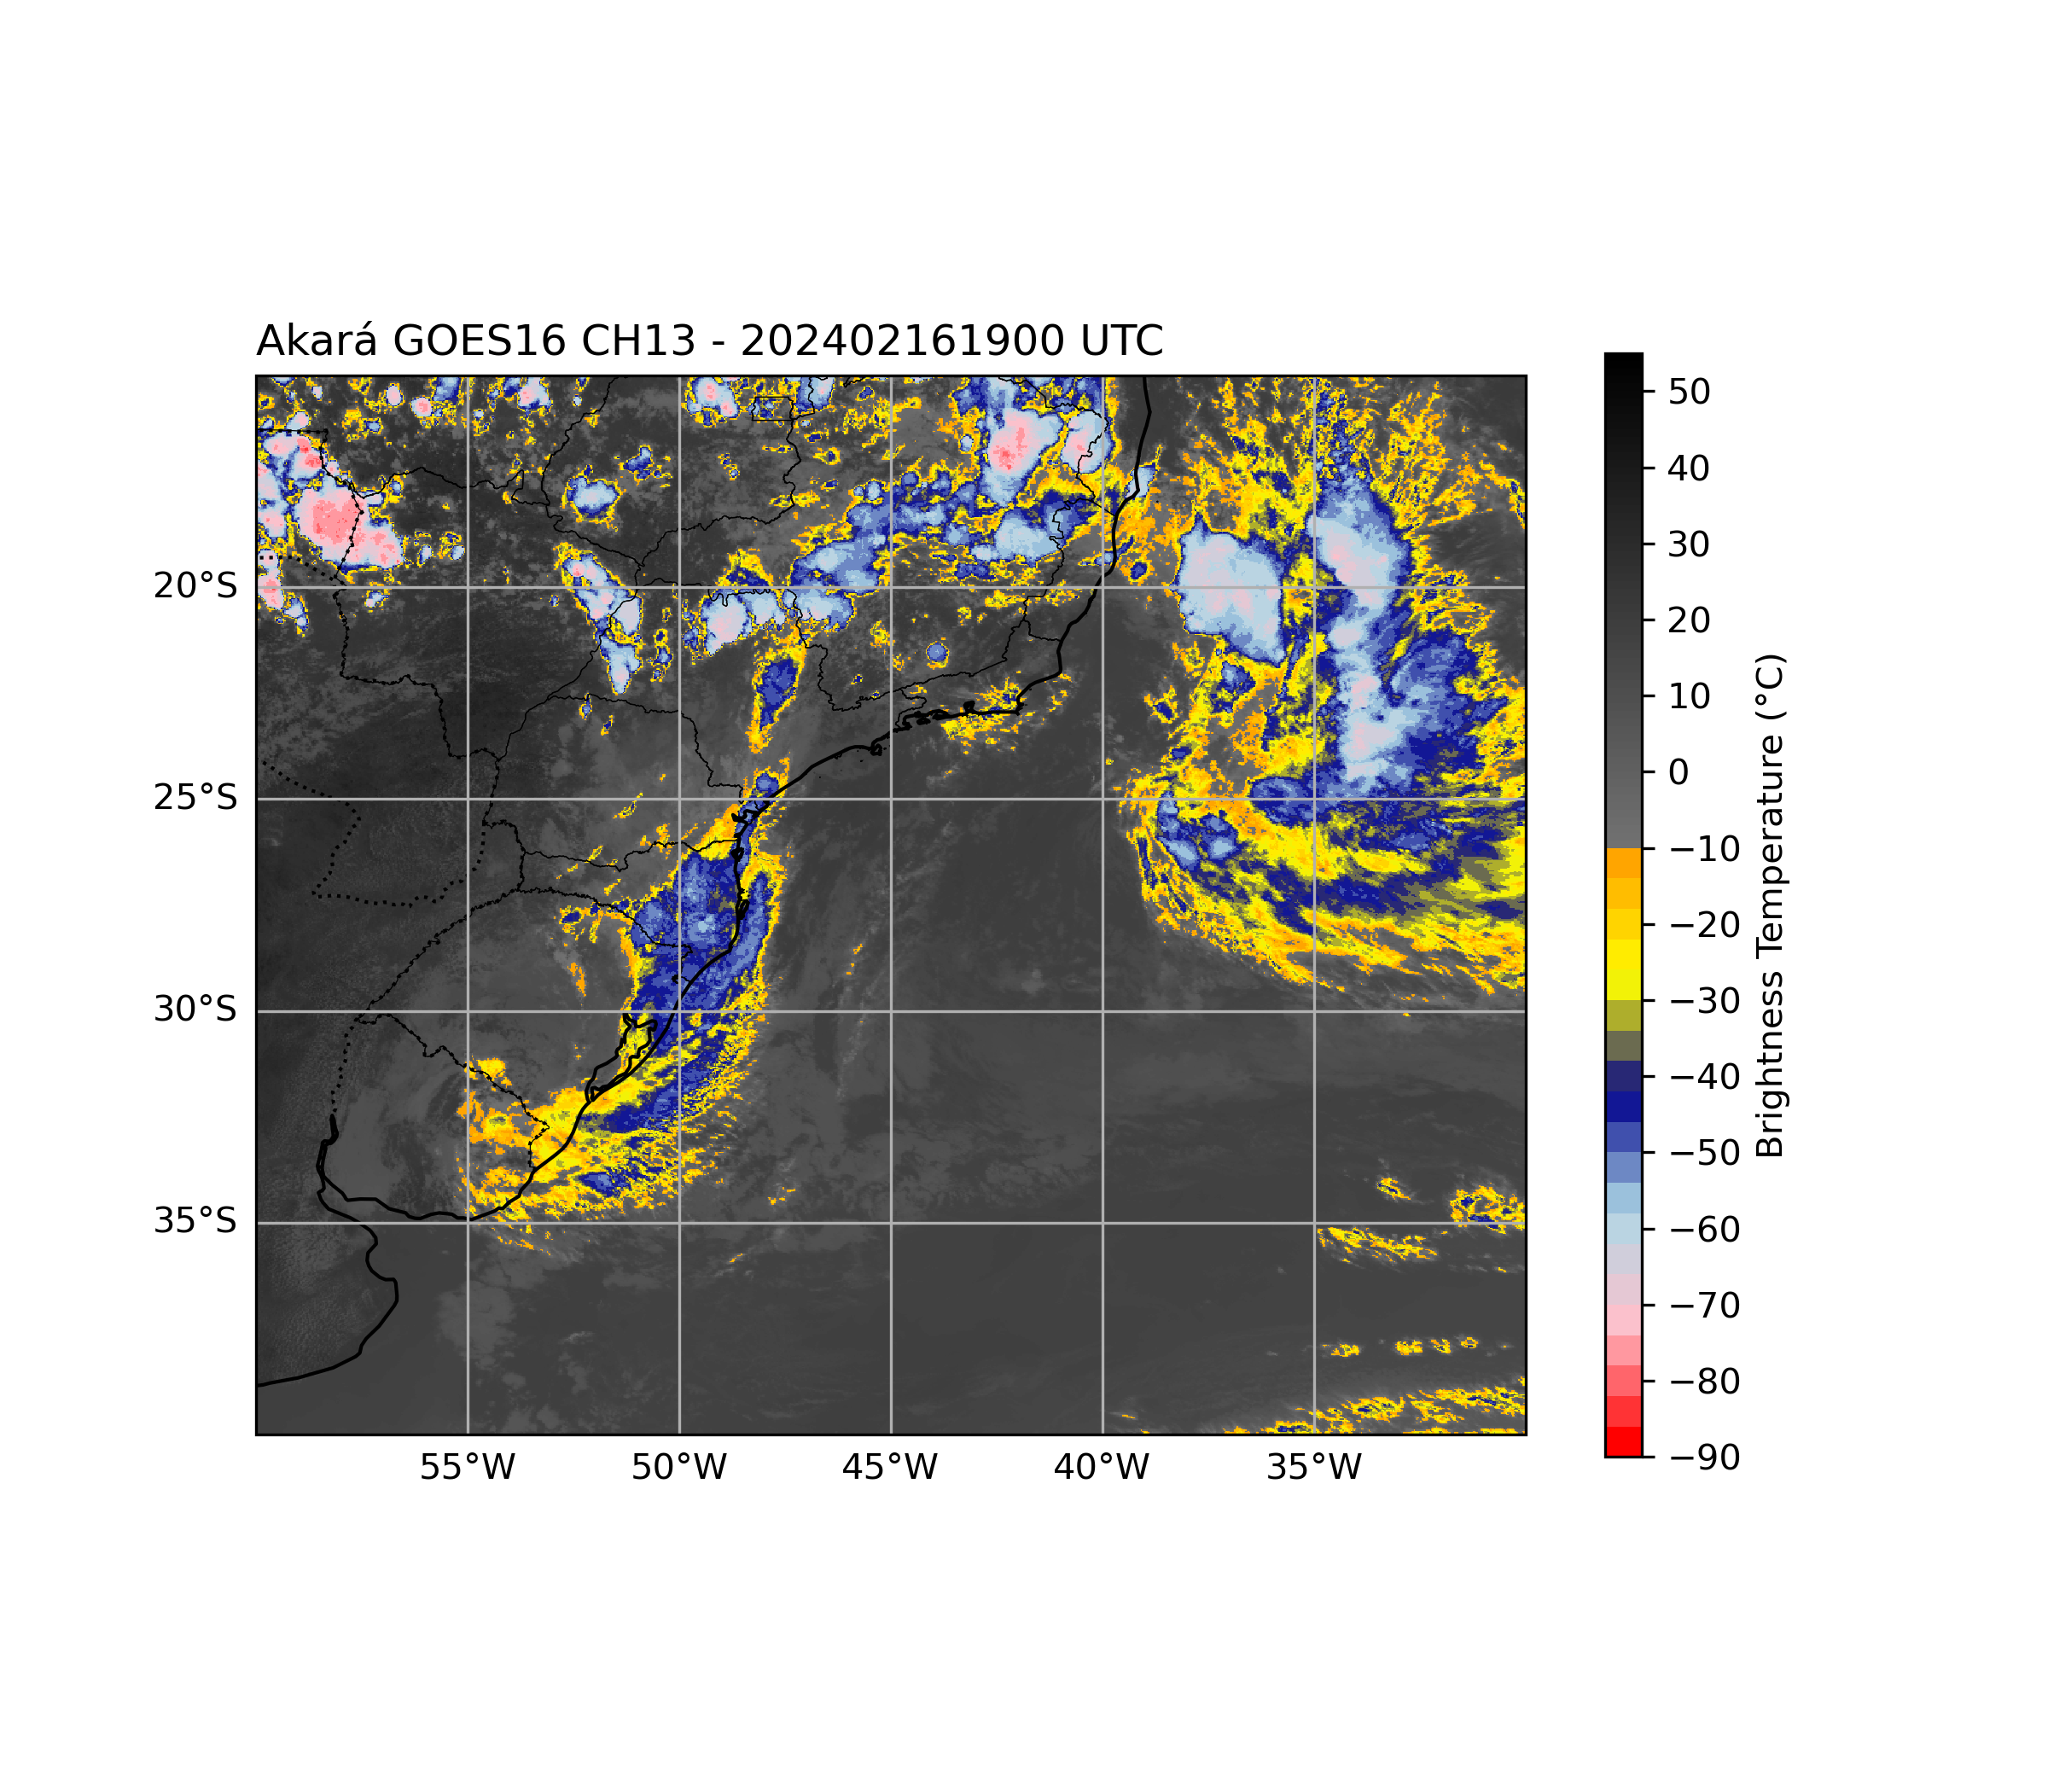 Akará GOES16 CH13 - 202402161900 UTC
20°S
25°S
30°S
35°S
55°W
50°W
45°W
40°W
35°W
50
40
30
20
10
0
−10
−20
−30
−40
−50
−60
−70
−80
−90
Brightness Temperature (°C)